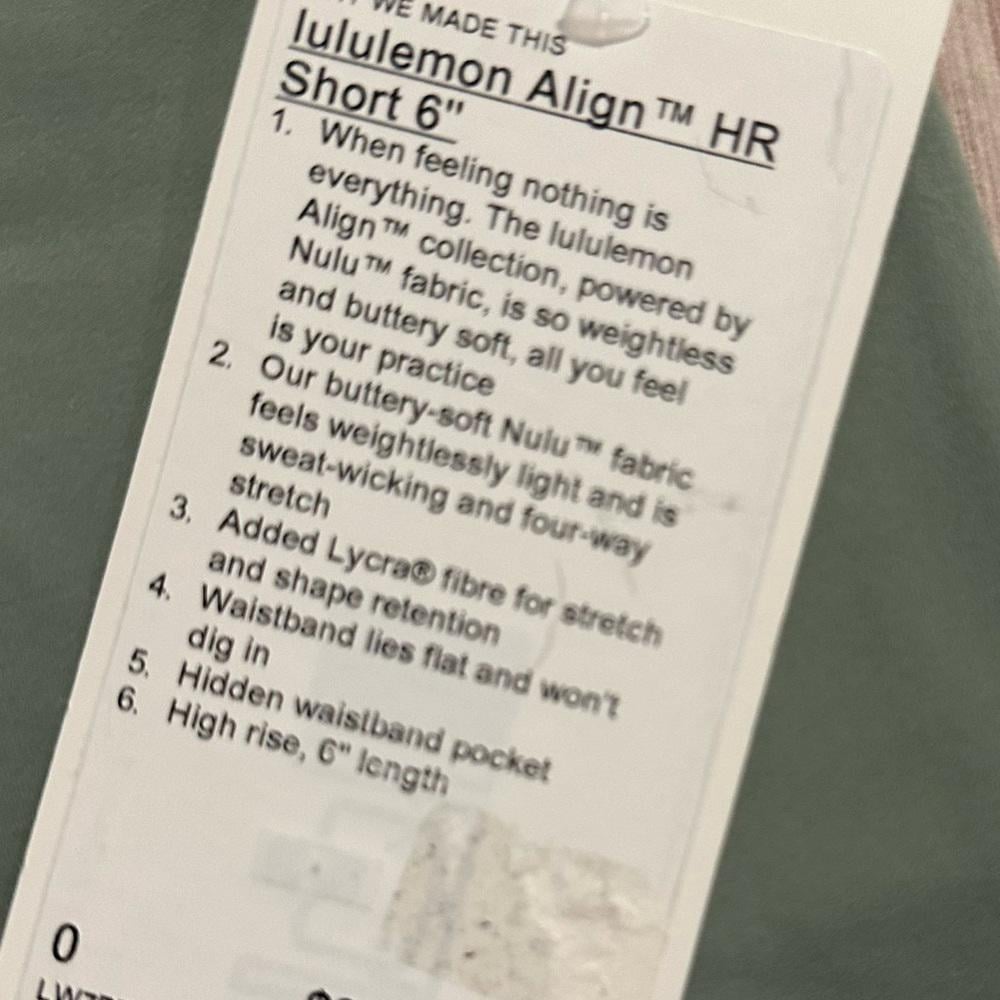 WE MADE THIS
lululemon Align™ HR
Short 6"
1. When feeling nothing is
everything. The lululemon
Align™ collection, powered by
Nulu™ fabric, is so weightless
and buttery soft, all you feel
is your practice
2. Our buttery-soft Nulu™ fabric
feels weightlessly light and is
sweat-wicking and four-way
stretch
3. Added Lycra® fibre for stretch
and shape retention
4. Waistband lies flat and won't
dig in
5. Hidden waistband pocket
6. High rise, 6" length
0